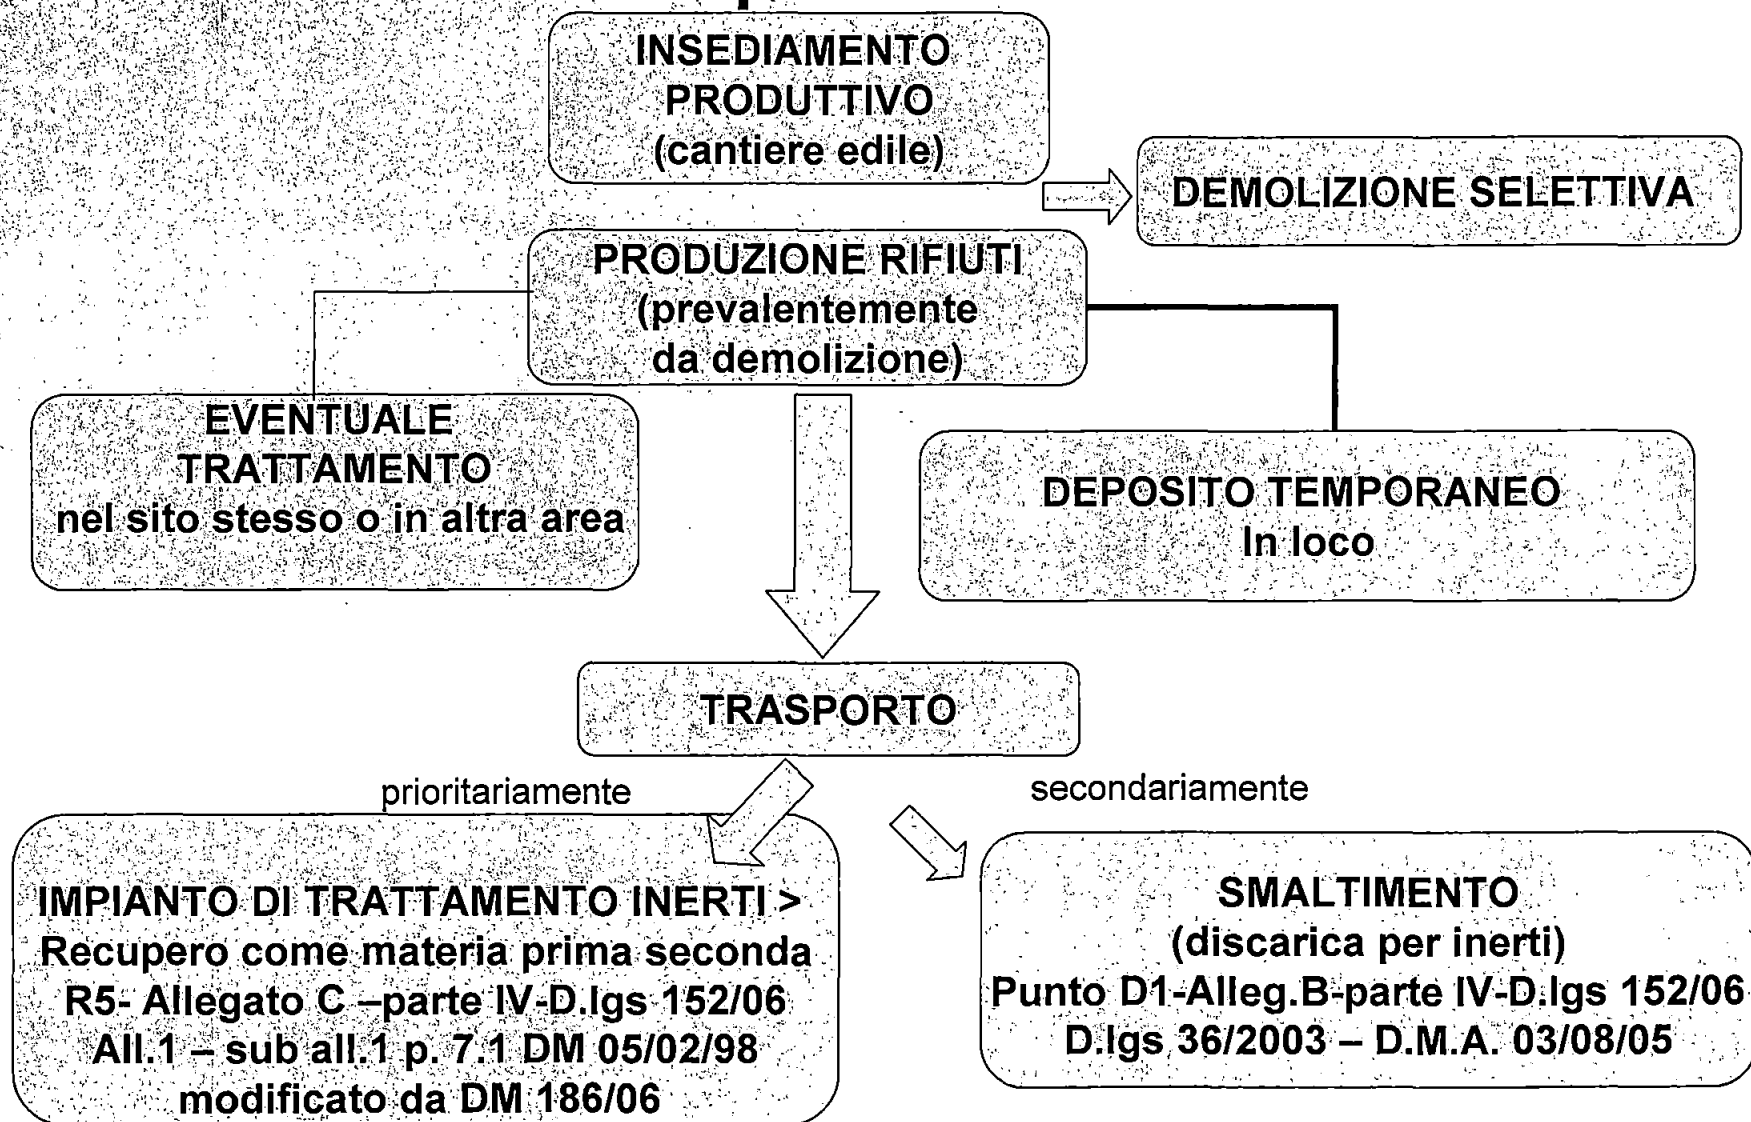 INSEDIAMENTO
PRODUTTIVO
(cantiere edile)
DEMOLIZIONE SELETTIVA
PRODUZIONE RIFIUTI
(prevalentemente
da demolizione)
EVENTUALE
TRATTAMENTO
nel sito stesso o in altra area
DEPOSITO TEMPORANEO
In loco
TRASPORTO
prioritariamente
secondariamente
IMPIANTO DI TRATTAMENTO INERTI >
Recupero come materia prima seconda
R5- Allegato C –parte IV-D.lgs 152/06
All.1 – sub all.1 p. 7.1 DM 05/02/98
modificato da DM 186/06
SMALTIMENTO
(discarica per inerti)
Punto D1-Alleg.B-parte IV-D.lgs 152/06
D.lgs 36/2003 – D.M.A. 03/08/05